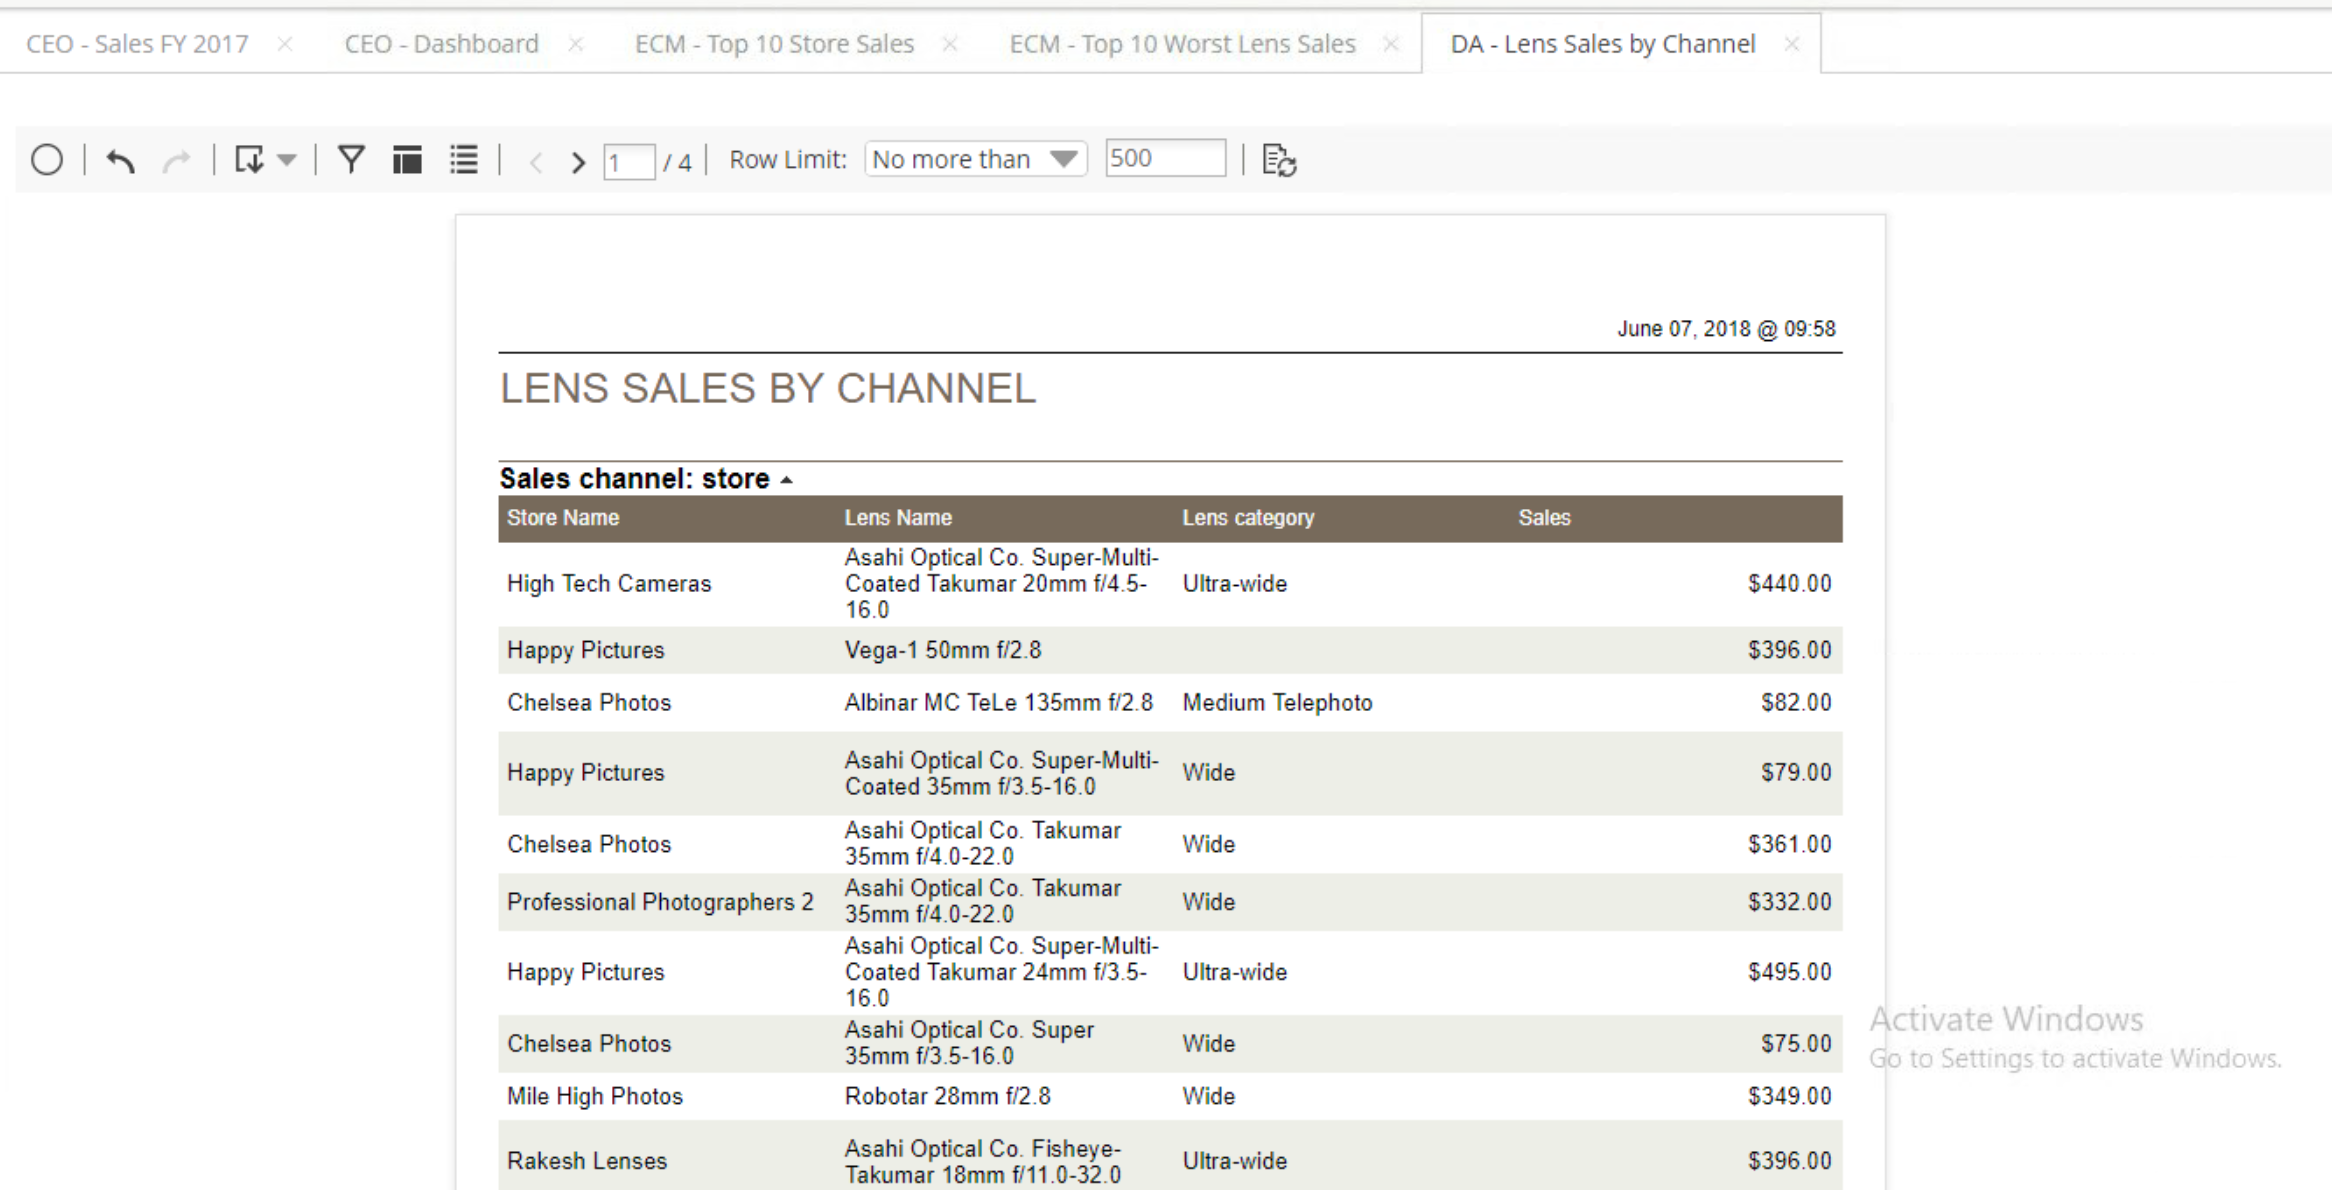 CEO - Sales FY 2017 CEO - Dashboard ECM - Top 10 Store Sales ECM - Top 10 Worst Lens Sales DA - Lens Sales by Channel
1 / 4 Row Limit: No more than 500
June 07, 2018 @ 09:58
LENS SALES BY CHANNEL
Sales channel: store
Store Name Lens Name Lens category Sales
Asahi Optical Co. Super-Multi-
High Tech Cameras Coated Takumar 20mm f/4.5- Ultra-wide $440.00
16.0
Happy Pictures Vega-1 50mm f/2.8 $396.00
Chelsea Photos Albinar MC TeLe 135mm f/2.8 Medium Telephoto $82.00
Asahi Optical Co. Super-Multi-
Happy Pictures Wide $79.00
Coated 35mm f/3.5-16.0
Asahi Optical Co. Takumar
Chelsea Photos Wide $361.00
35mm f/4.0-22.0
Asahi Optical Co. Takumar
Professional Photographers 2 Wide $332.00
35mm f/4.0-22.0
Asahi Optical Co. Super-Multi-
Happy Pictures Coated Takumar 24mm f/3.5- Ultra-wide $495.00
16.0
Asahi Optical Co. Super
Chelsea Photos Wide $75.00
35mm f/3.5-16.0
Mile High Photos Robotar 28mm f/2.8 Wide $349.00
Asahi Optical Co. Fisheye-
Rakesh Lenses Ultra-wide $396.00
Takumar 18mm f/11.0-32.0
Activate Windows
Go to Settings to activate Windows.